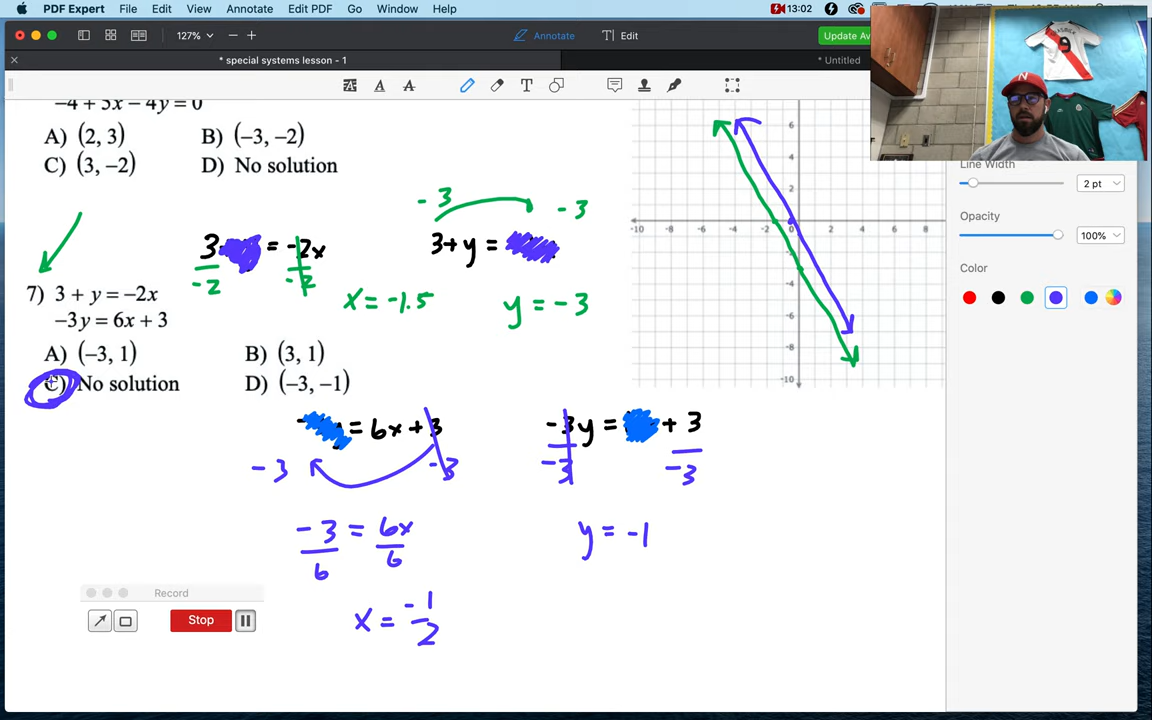 PDF Expert File Edit View Annotate Edit PDF Go Window Help 13:02
127% Annotate Edit Update Av
* special systems lesson - 1 * Untitled
−4 + 3x − 4y = 0
A) (2, 3) B) (−3, −2)
C) (3, −2) D) No solution
3 = -2x
-2 -2
x = -1.5
-3 -3
3+y =
y = -3
7) 3 + y = −2x
−3y = 6x + 3
A) (−3, 1) B) (3, 1)
C) No solution D) (−3, −1)
y = 6x + 3
-3 -3
-3 = 6x
6 6
x = -1
2
-3y = + 3
-3 -3
y = -1
6
4
2
-10 -8 -6 -4 -2 0 2 4 6 8
-6
-8
-10
Line Width
2 pt
Opacity
100%
Color
Record
Stop
9
N